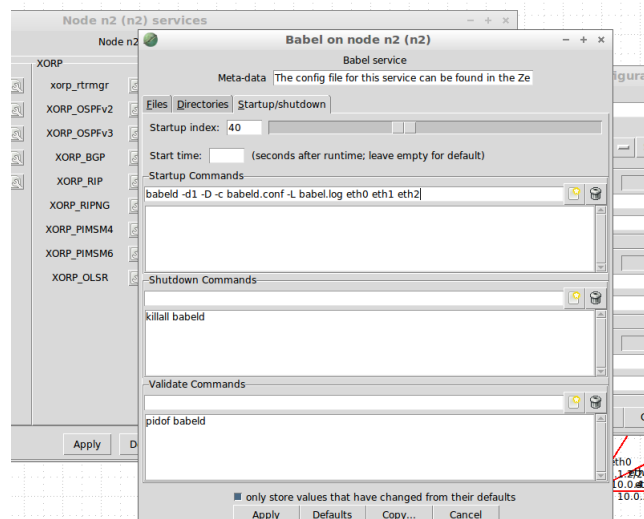 Node n2 (n2) services
Node n2
XORP
xorp_rtrmgr
XORP_OSPFv2
XORP_OSPFv3
XORP_BGP
XORP_RIP
XORP_RIPNG
XORP_PIMSM4
XORP_PIMSM6
XORP_OLSR
Apply
D
Babel on node n2 (n2)
Babel service
Meta-data The config file for this service can be found in the Ze
Files Directories Startup/shutdown
Startup index: 40
Start time: (seconds after runtime; leave empty for default)
Startup Commands
babeld -d1 -D -c babeld.conf -L babel.log eth0 eth1 eth2
Shutdown Commands
killall babeld
Validate Commands
pidof babeld
only store values that have changed from their defaults
Apply Defaults Copy... Cancel
igura
10.0.